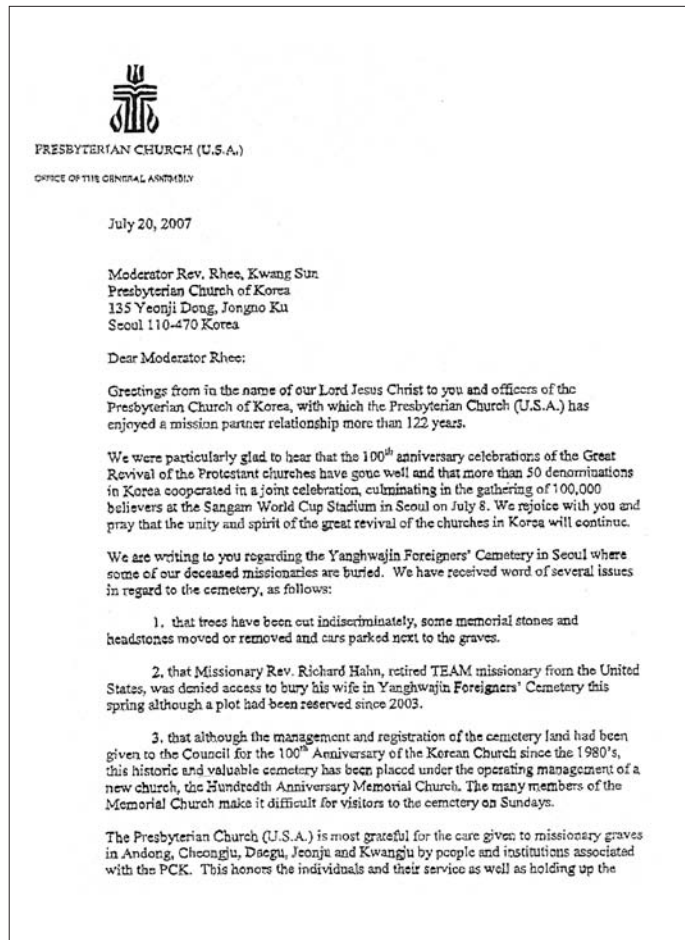 PRESBYTERIAN CHURCH (U.S.A.)
OFFICE OF THE GENERAL ASSEMBLY
July 20, 2007
Moderator Rev. Rhee, Kwang Sun
Presbyterian Church of Korea
135 Yeonji Dong, Jongno Ku
Seoul 110-470 Korea
Dear Moderator Rhee:
Greetings from in the name of our Lord Jesus Christ to you and officers of the
Presbyterian Church of Korea, with which the Presbyterian Church (U.S.A.) has
enjoyed a mission partner relationship more than 122 years.
We were particularly glad to hear that the 100th anniversary celebrations of the Great
Revival of the Protestant churches have gone well and that more than 50 denominations
in Korea cooperated in a joint celebration, culminating in the gathering of 100,000
believers at the Sangam World Cup Stadium in Seoul on July 8. We rejoice with you and
pray that the unity and spirit of the great revival of the churches in Korea will continue.
We are writing to you regarding the Yanghwajin Foreigners' Cemetery in Seoul where
some of our deceased missionaries are buried. We have received word of several issues
in regard to the cemetery, as follows:
1. that trees have been cut indiscriminately, some memorial stones and
headstones moved or removed and cars parked next to the graves.
2. that Missionary Rev. Richard Hahn, retired TEAM missionary from the United
States, was denied access to bury his wife in Yanghwajin Foreigners' Cemetery this
spring although a plot had been reserved since 2003.
3. that although the management and registration of the cemetery land had been
given to the Council for the 100th Anniversary of the Korean Church since the 1980's,
this historic and valuable cemetery has been placed under the operating management of a
new church, the Hundredth Anniversary Memorial Church. The many members of the
Memorial Church make it difficult for visitors to the cemetery on Sundays.
The Presbyterian Church (U.S.A.) is most grateful for the care given to missionary graves
in Andong, Cheongju, Daegu, Jeonju and Kwangju by people and institutions associated
with the PCK. This honors the individuals and their service as well as holding up the